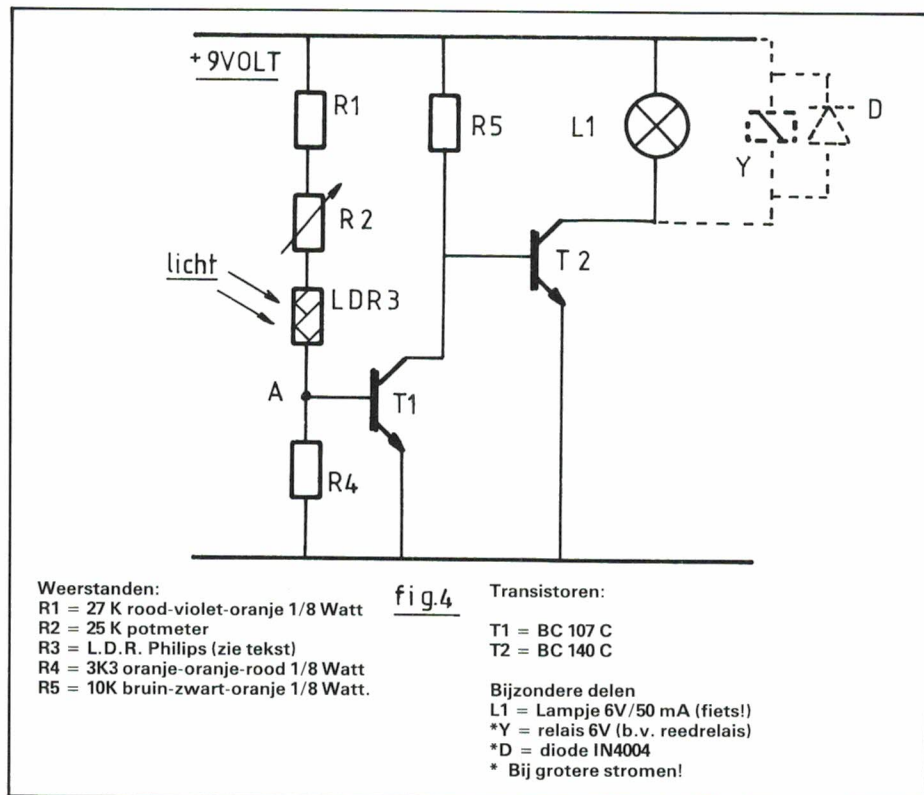 +9VOLT
R1
R5
L1
D
Y
R2
T2
licht
LDR3
A
T1
R4
fig.4
Weerstanden:
R1 = 27 K rood-violet-oranje 1/8 Watt
R2 = 25 K potmeter
R3 = L.D.R. Philips (zie tekst)
R4 = 3K3 oranje-oranje-rood 1/8 Watt
R5 = 10K bruin-zwart-oranje 1/8 Watt.
Transistoren:
T1 = BC 107 C
T2 = BC 140 C
Bijzondere delen
L1 = Lampje 6V/50 mA (fiets!)
*Y = relais 6V (b.v. reedrelais)
*D = diode IN4004
* Bij grotere stromen!